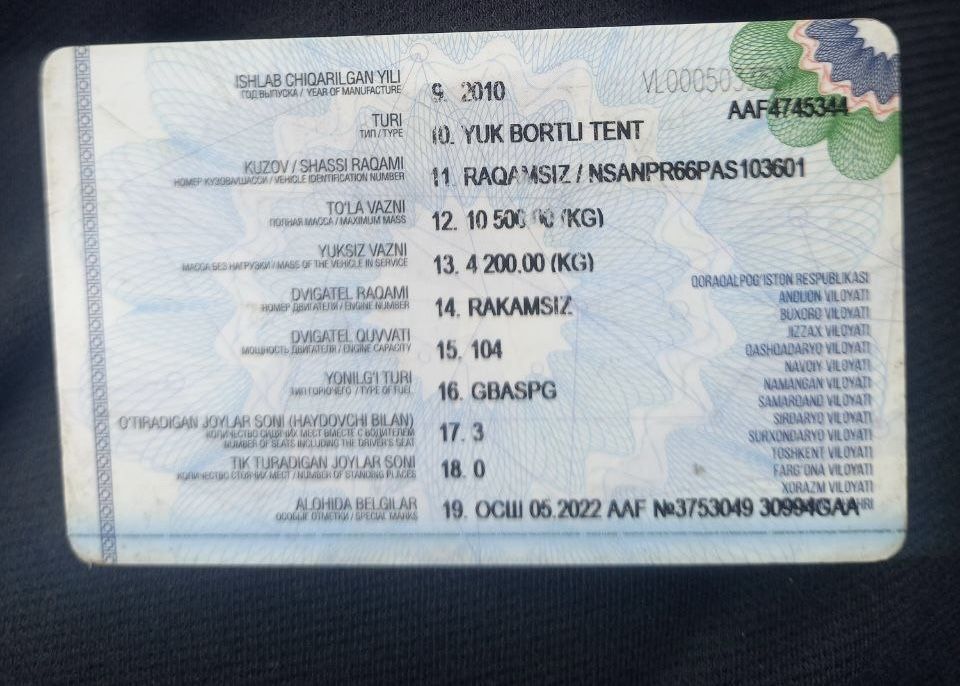 ISHLAB CHIQARILGAN YILI
ГОД ВЫПУСКА / YEAR OF MANUFACTURE
9. 2010
AAF4745344
TURI
ТИП / TYPE
10. YUK BORTLI TENT
KUZOV / SHASSI RAQAMI
НОМЕР КУЗОВА/ШАССИ / VEHICLE IDENTIFICATION NUMBER
11. RAQAMSIZ / NSANPR66PAS103601
TO'LA VAZNI
ПОЛНАЯ МАССА / MAXIMUM MASS
12. 10 500.00 (KG)
YUKSIZ VAZNI
МАССА БЕЗ НАГРУЗКИ / MASS OF THE VEHICLE IN SERVICE
13. 4 200.00 (KG)
DVIGATEL RAQAMI
НОМЕР ДВИГАТЕЛЯ / ENGINE NUMBER
14. RAKAMSIZ
DVIGATEL QUVVATI
МОЩНОСТЬ ДВИГАТЕЛЯ / ENGINE CAPACITY
15. 104
YONILG'I TURI
ТИП ГОРЮЧЕГО / TYPE OF FUEL
16. GBASPG
O'TIRADIGAN JOYLAR SONI (HAYDOVCHI BILAN)
КОЛИЧЕСТВО СИДЯЧИХ МЕСТ ВМЕСТЕ С ВОДИТЕЛЕМ
NUMBER OF SEATS INCLUDING THE DRIVER'S SEAT
17. 3
TIK TURADIGAN JOYLAR SONI
КОЛИЧЕСТВО СТОЯЧИХ МЕСТ / NUMBER OF STANDING PLACES
18. 0
ALOHIDA BELGILAR
ОСОБЫЕ ОТМЕТКИ / SPECIAL MARKS
19. ОСШ 05.2022 AAF №3753049 30994GAA
QORAQALPOG'ISTON RESPUBLIKASI
ANDIJON VILOYATI
BUXORO VILOYATI
JIZZAX VILOYATI
QASHQADARYO VILOYATI
NAVOIY VILOYATI
NAMANGAN VILOYATI
SAMARQAND VILOYATI
SIRDARYO VILOYATI
SURXONDARYO VILOYATI
TOSHKENT VILOYATI
FARG'ONA VILOYATI
XORAZM VILOYATI